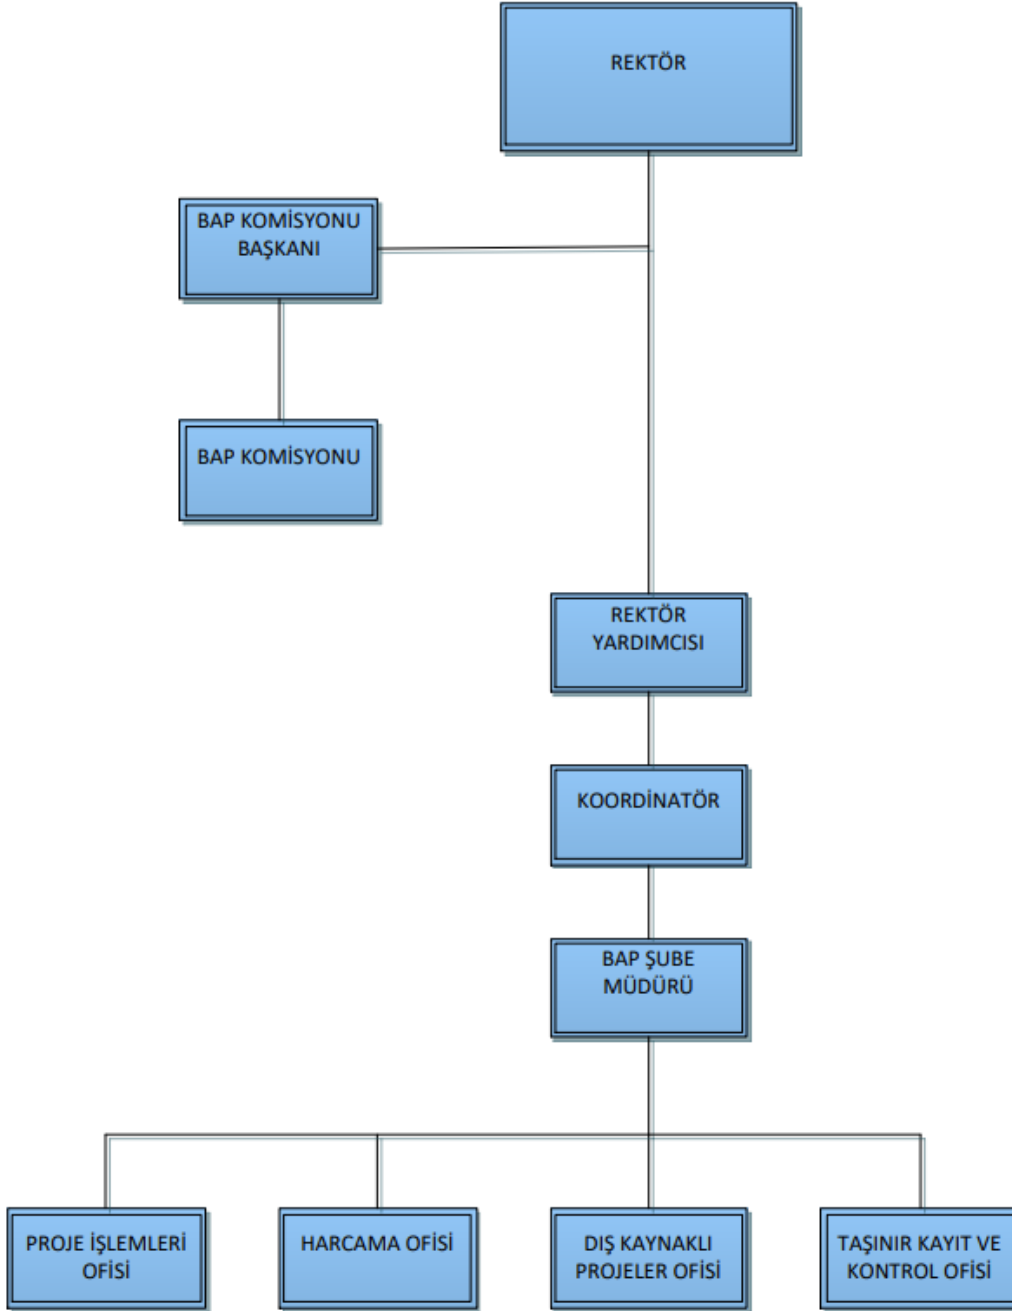 REKTÖR
BAP KOMİSYONU
BAŞKANI
BAP KOMİSYONU
REKTÖR
YARDIMCISI
KOORDİNATÖR
BAP ŞUBE
MÜDÜRÜ
PROJE İŞLEMLERİ
OFİSİ
HARCAMA OFİSİ
DIŞ KAYNAKLI
PROJELER OFİSİ
TAŞINIR KAYIT VE
KONTROL OFİSİ